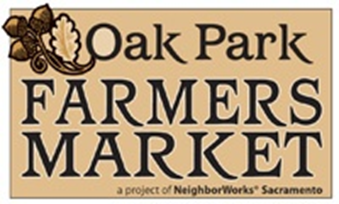 Oak Park
FARMERS
MARKET
a project of NeighborWorks® Sacramento